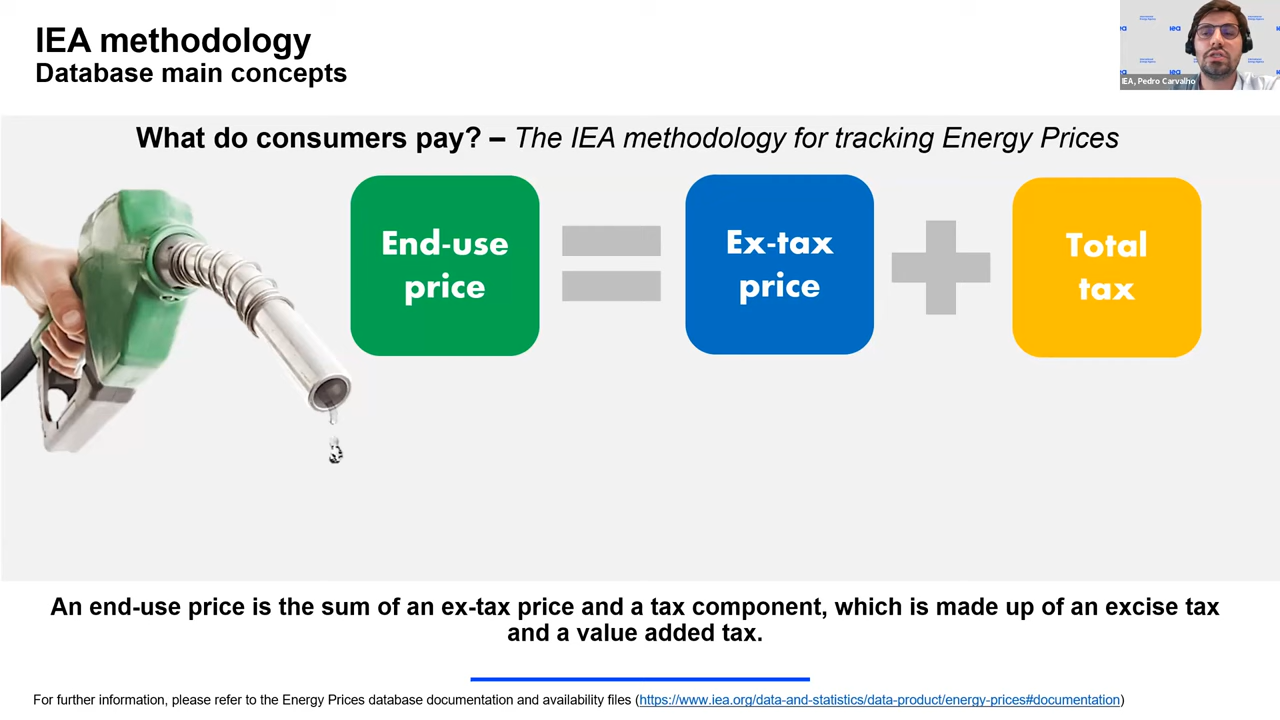 IEA methodology
Database main concepts
iea
iea
iea
iea
IEA, Pedro Carvalho
What do consumers pay? – The IEA methodology for tracking Energy Prices
End-use
price
Ex-tax
price
Total
tax
An end-use price is the sum of an ex-tax price and a tax component, which is made up of an excise tax
and a value added tax.
For further information, please refer to the Energy Prices database documentation and availability files (https://www.iea.org/data-and-statistics/data-product/energy-prices#documentation)